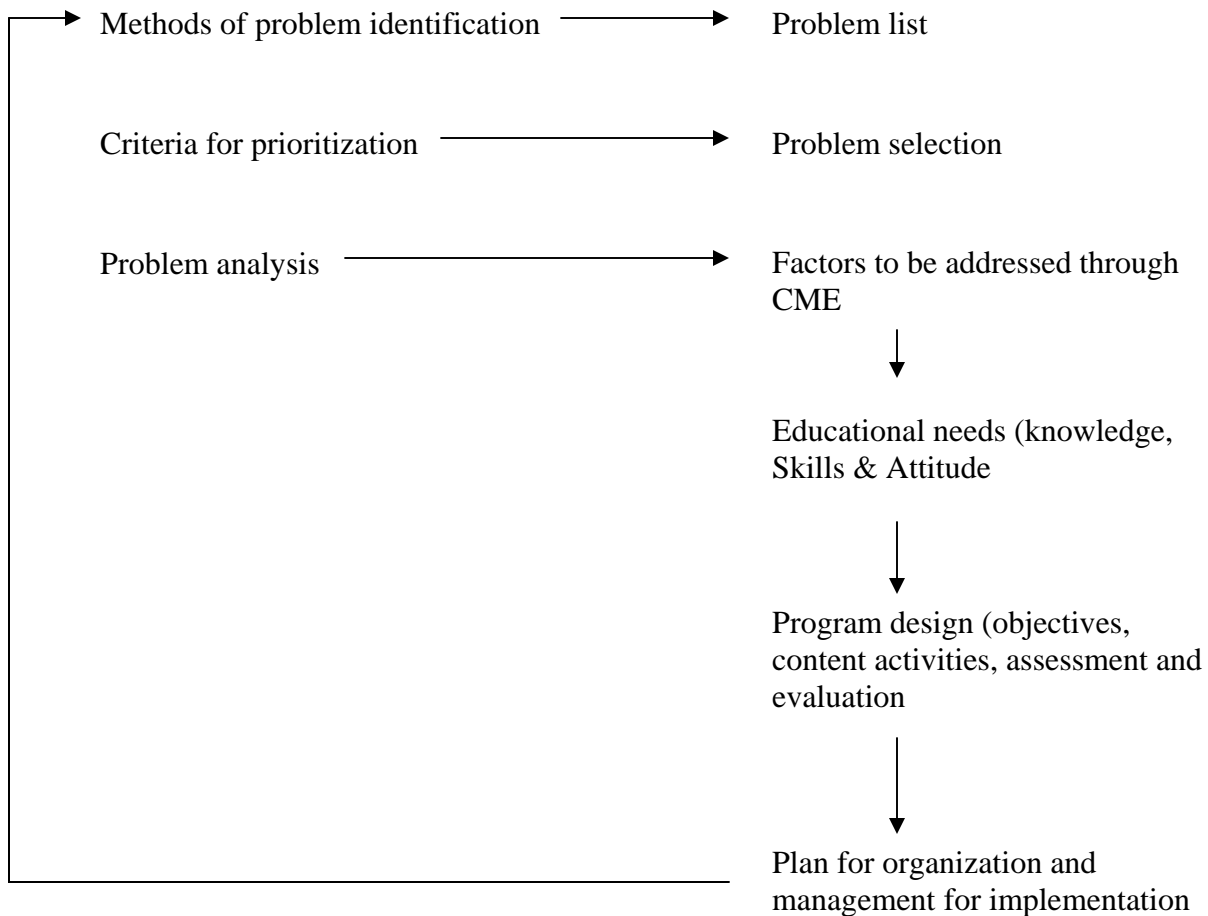 Methods of problem identification Problem list
Criteria for prioritization Problem selection
Problem analysis Factors to be addressed through
CME
Educational needs (knowledge,
Skills & Attitude
Program design (objectives,
content activities, assessment and
evaluation
Plan for organization and
management for implementation